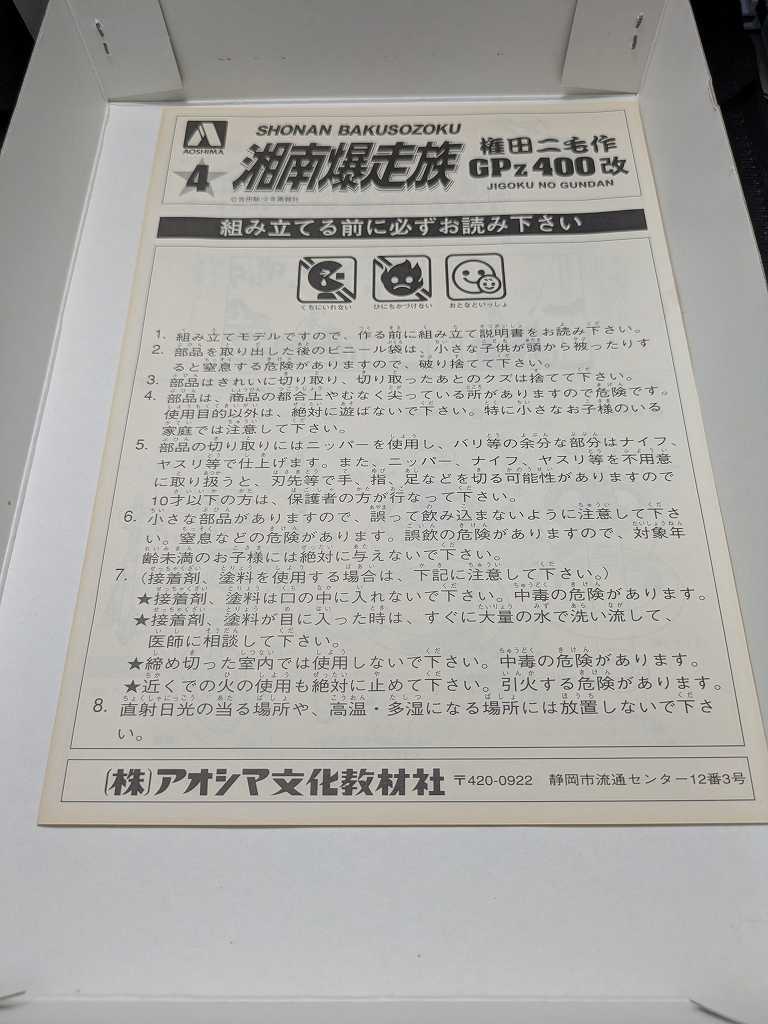 AOSHIMA
4
SHONAN BAKUSOZOKU
湘南爆走族
権田二毛作
GPz400改
JIGOKU NO GUNDAN
組み立てる前に必ずお読み下さい
くちにいれない ひにちかづけない おとなといっしょ
1. 組み立てモデルですので、作る前に組み立て説明書をお読み下さい。
2. 部品を取り出した後のビニール袋は、小さな子供が頭から被ったりす
ると窒息する危険がありますので、破り捨てて下さい。
3. 部品はきれいに切り取り、切り取ったあとのクズは捨てて下さい。
4. 部品は、商品の都合上やむなく尖っている所がありますので危険です。
使用目的以外は、絶対に遊ばないで下さい。特に小さなお子様のいる
家庭では注意して下さい。
5. 部品の切り取りにはニッパーを使用し、バリ等の余分な部分はナイフ、
ヤスリ等で仕上げます。また、ニッパー、ナイフ、ヤスリ等を不用意
に取り扱うと、刃先等で手、指、足などを切る可能性がありますので
10才以下の方は、保護者の方が行なって下さい。
6. 小さな部品がありますので、誤って飲み込まないように注意して下さ
い。窒息などの危険があります。誤飲の危険がありますので、対象年
齢未満のお子様には絶対に与えないで下さい。
7. (接着剤、塗料を使用する場合は、下記に注意して下さい。)
★接着剤、塗料は口の中に入れないで下さい。中毒の危険があります。
★接着剤、塗料が目に入った時は、すぐに大量の水で洗い流して、
医師に相談して下さい。
★締め切った室内では使用しないで下さい。中毒の危険があります。
★近くでの火の使用も絶対に止めて下さい。引火する危険があります。
8. 直射日光の当る場所や、高温・多湿になる場所には放置しないで下さ
い。
(株)アオシマ文化教材社 〒420-0922 静岡市流通センター12番3号